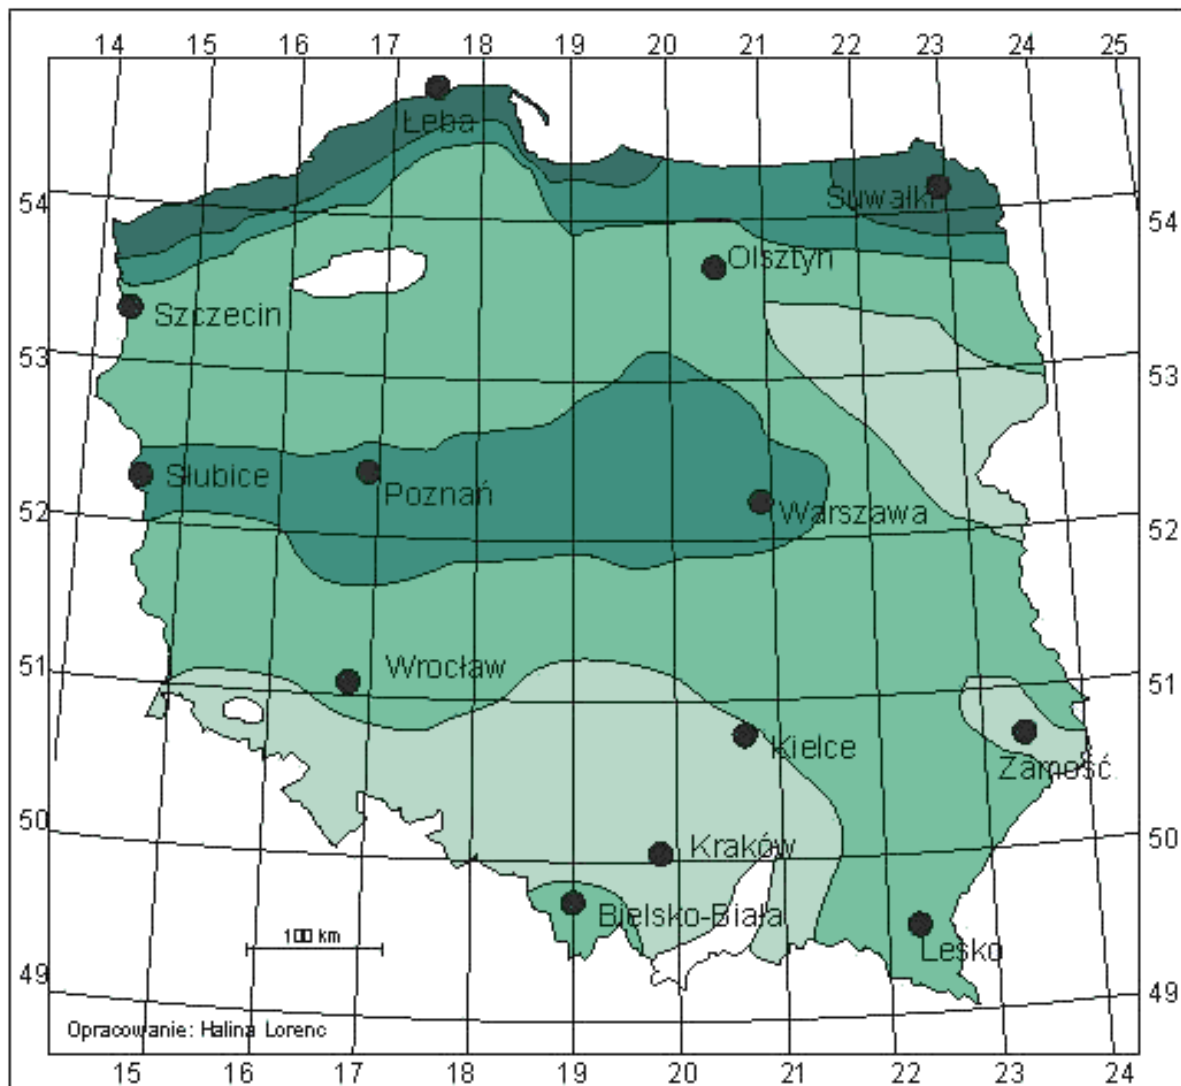 14 15 16 17 18 19 20 21 22 23 24 25
Łeba
Suwałki
54 54
Olsztyn
Szczecin
53 53
Słubice
Poznań
Warszawa
52 52
Wrocław
51 51
Kielce
Zamość
50 50
Kraków
Bielsko-Biała
100 km
Lesko
49 49
Opracowanie: Halina Lorenc
15 16 17 18 19 20 21 22 23 24